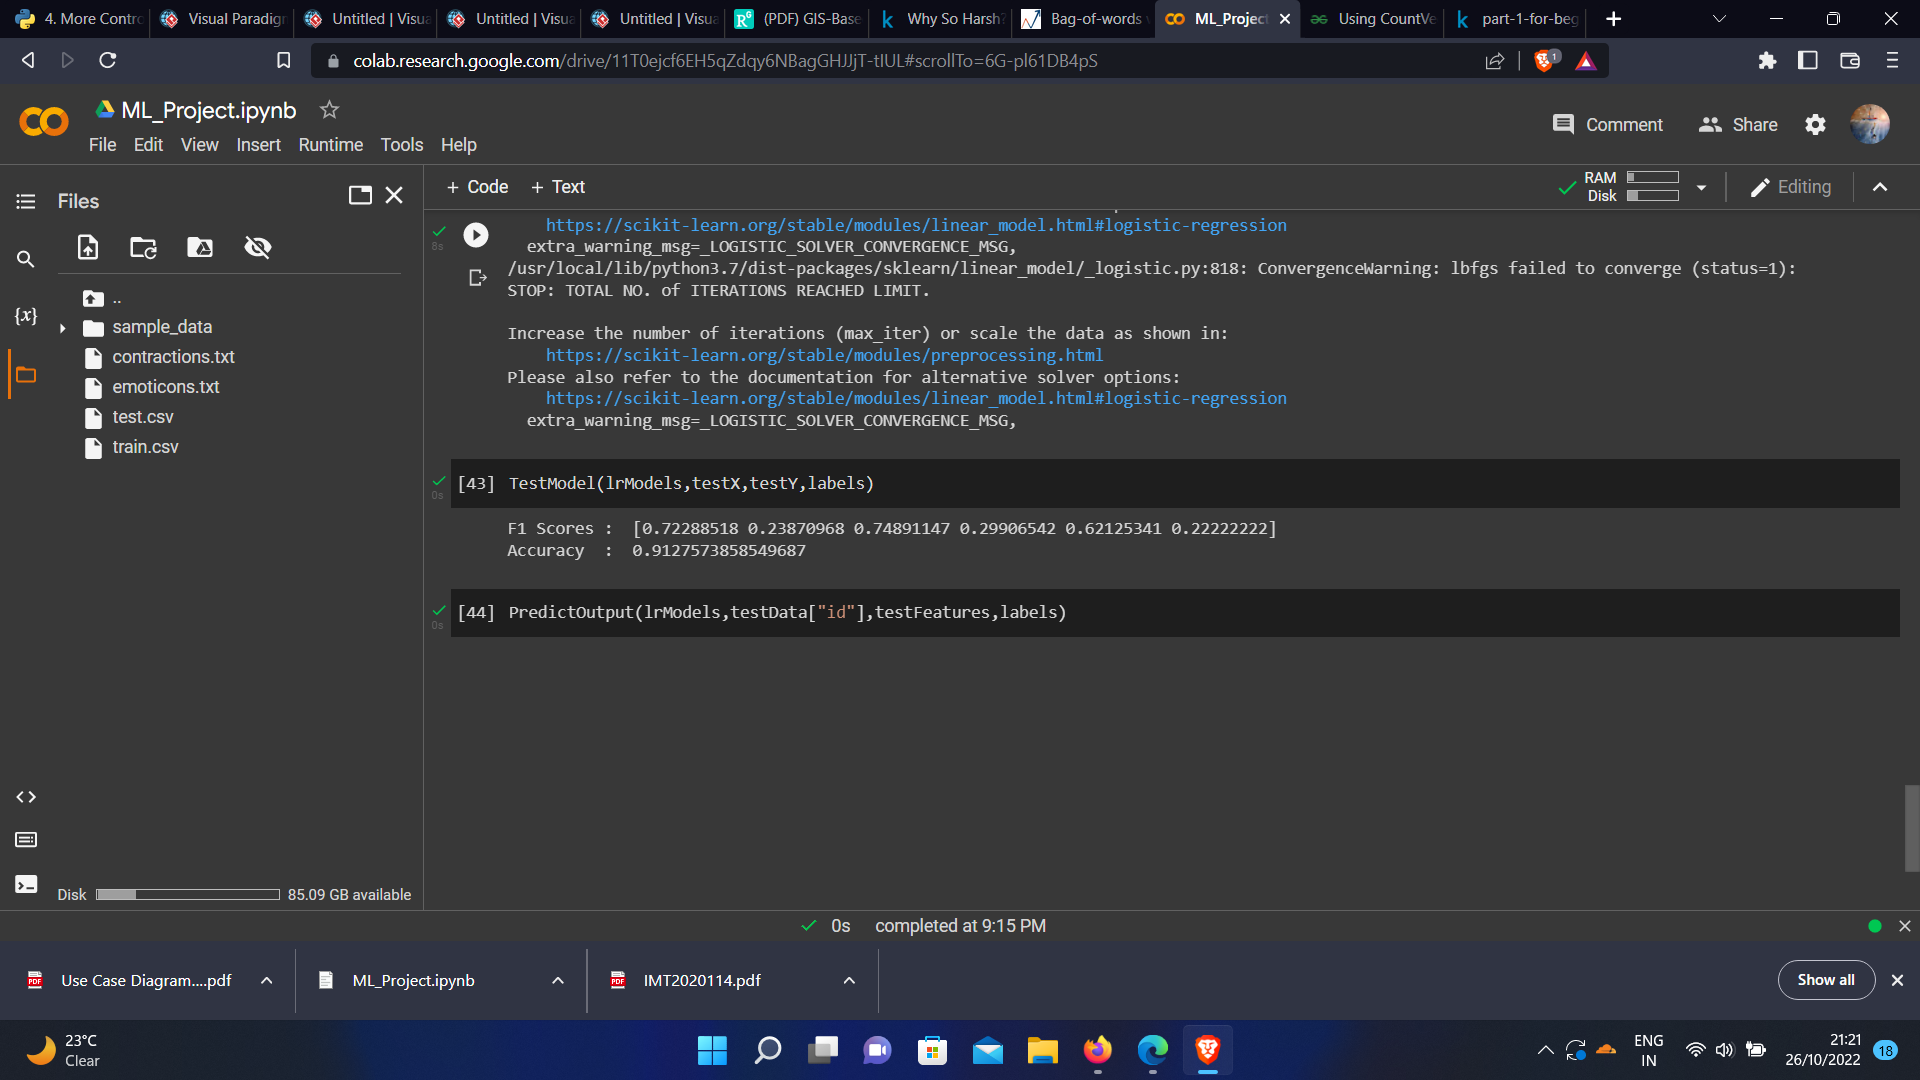 4. More Contro
Visual Paradign
Untitled | Visua
Untitled | Visua
Untitled | Visua
(PDF) GIS-Base
Why So Harsh?
Bag-of-words v
ML_Project
Using CountVe
part-1-for-beg
colab.research.google.com/drive/11T0ejcf6EH5qZdqy6NBagGHJJjT-tIUL#scrollTo=6G-pl61DB4pS
1
ML_Project.ipynb
Comment
Share
File Edit View Insert Runtime Tools Help
Files
+ Code + Text
RAM
Disk
Editing
{x}
..
sample_data
contractions.txt
emoticons.txt
test.csv
train.csv
Disk 85.09 GB available
8s
https://scikit-learn.org/stable/modules/linear_model.html#logistic-regression
extra_warning_msg=_LOGISTIC_SOLVER_CONVERGENCE_MSG,
/usr/local/lib/python3.7/dist-packages/sklearn/linear_model/_logistic.py:818: ConvergenceWarning: lbfgs failed to converge (status=1):
STOP: TOTAL NO. of ITERATIONS REACHED LIMIT.
Increase the number of iterations (max_iter) or scale the data as shown in:
https://scikit-learn.org/stable/modules/preprocessing.html
Please also refer to the documentation for alternative solver options:
https://scikit-learn.org/stable/modules/linear_model.html#logistic-regression
extra_warning_msg=_LOGISTIC_SOLVER_CONVERGENCE_MSG,
0s
[43] TestModel(lrModels,testX,testY,labels)
F1 Scores : [0.72288518 0.23870968 0.74891147 0.29906542 0.62125341 0.22222222]
Accuracy : 0.9127573858549687
0s
[44] PredictOutput(lrModels,testData["id"],testFeatures,labels)
0s completed at 9:15 PM
Use Case Diagram....pdf
ML_Project.ipynb
IMT2020114.pdf
Show all
23°C
Clear
ENG
IN
21:21
26/10/2022
18